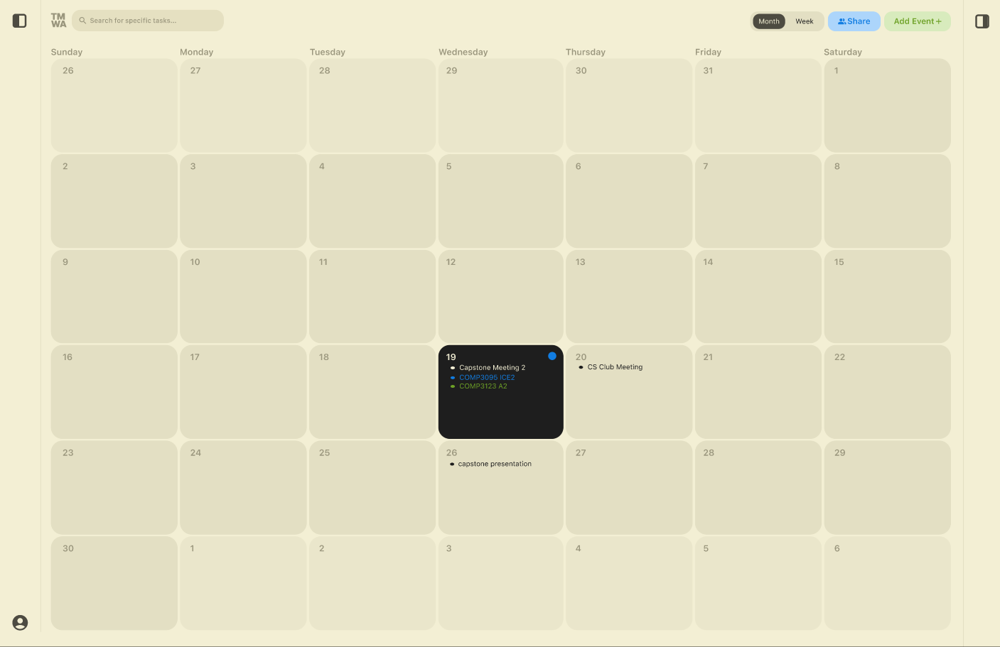 TM
WA
Search for specific tasks...
Month Week Share Add Event+
Sunday Monday Tuesday Wednesday Thursday Friday Saturday
26 27 28 29 30 31 1
2 3 4 5 6 7 8
9 10 11 12 13 14 15
16 17 18 19 20 21 22
Capstone Meeting 2
COMP3095 ICE2
COMP3123 A2
CS Club Meeting
23 24 25 26 27 28 29
capstone presentation
30 1 2 3 4 5 6